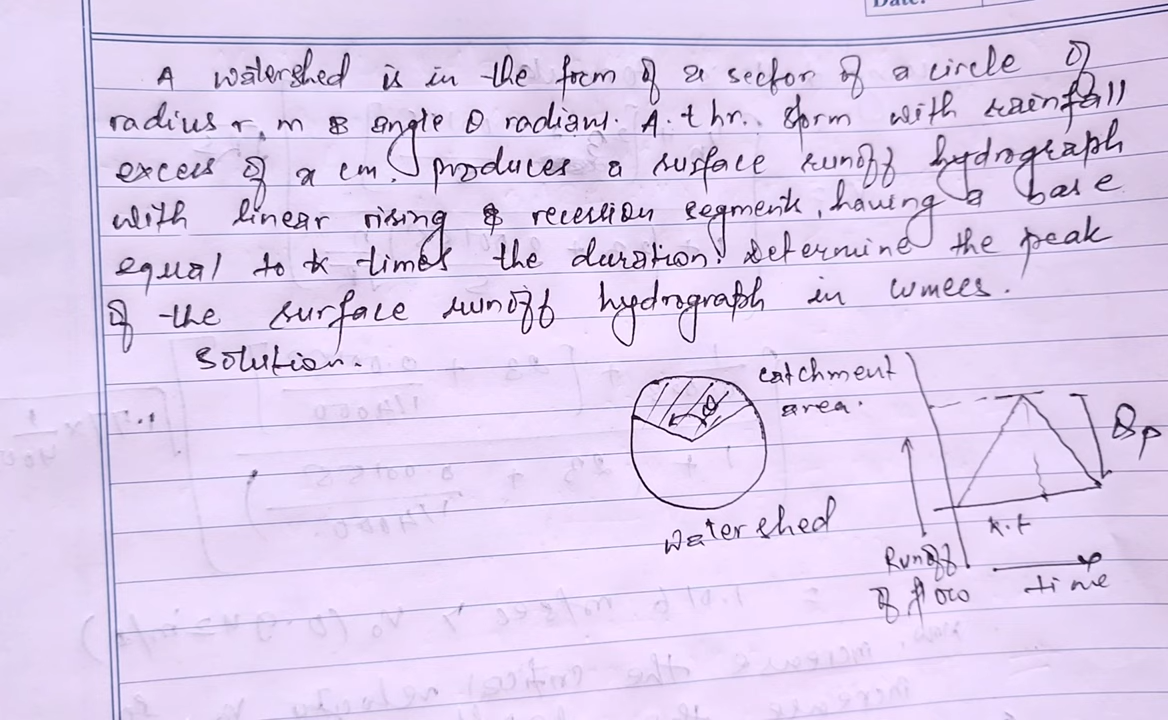 Date:
A watershed is in the form of a sector of a circle of
radius r, m & angle θ radians. A. t hr. storm with rainfall
excess of x cm. produces a surface runoff hydrograph
with linear rising & recession segments, having a base
equal to k times the duration. Determine the peak
of the surface runoff hydrograph in cumecs.
Solution.
catchment
area.
θ
Qp
k.t
watershed
Runoff
time